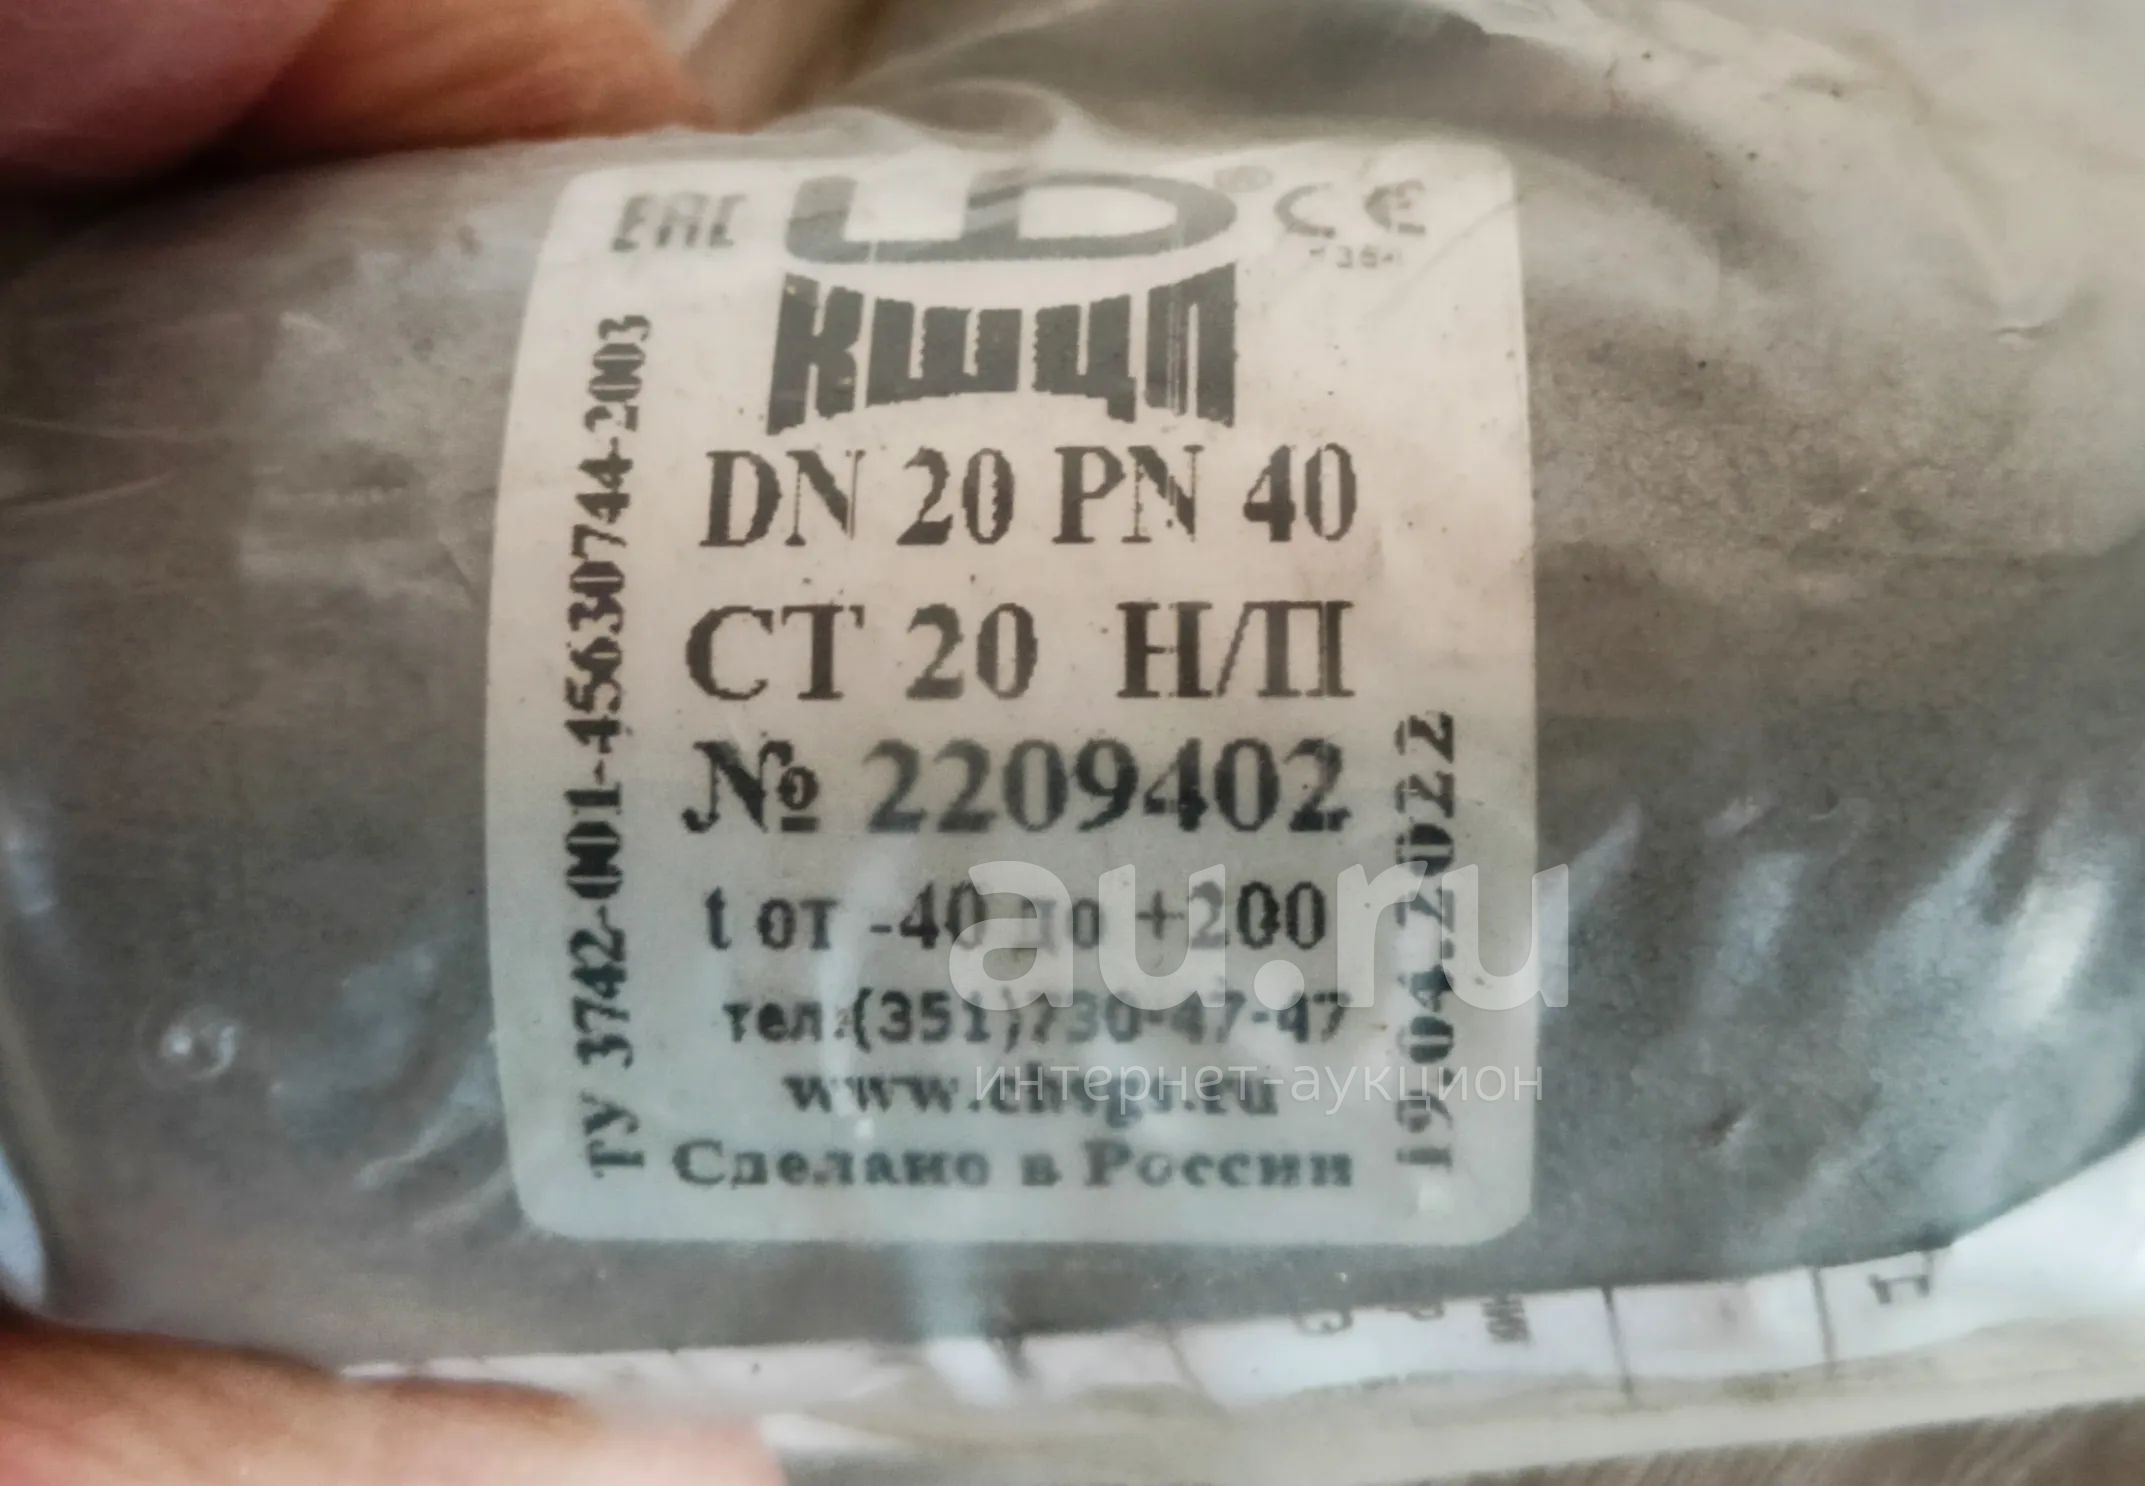 EAC LD® CE
КШЦП
DN 20 PN 40
СТ 20 Н/П
№ 2209402
t от -40 до +200
тел.:(351)730-47-47
Сделано в России
ТУ 3742-001-45630744-2003
19.04.2022
au.ru
интернет-аукцион